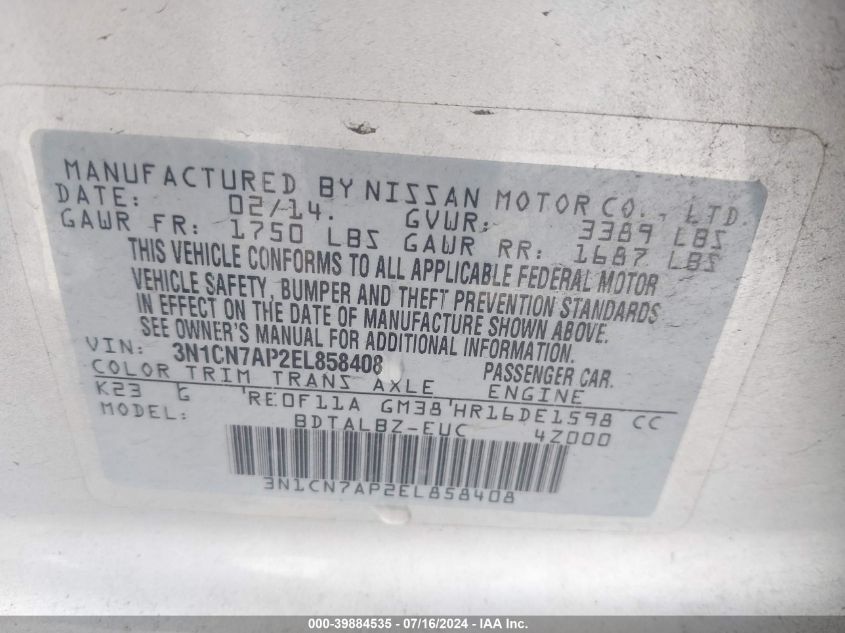 MANUFACTURED BY NISSAN MOTOR CO., LTD.
DATE: 02/14. GVWR: 3389 LBS
GAWR FR: 1750 LBS GAWR RR: 1687 LBS
THIS VEHICLE CONFORMS TO ALL APPLICABLE FEDERAL MOTOR
VEHICLE SAFETY, BUMPER AND THEFT PREVENTION STANDARDS
IN EFFECT ON THE DATE OF MANUFACTURE SHOWN ABOVE.
SEE OWNER'S MANUAL FOR ADDITIONAL INFORMATION.
VIN: 3N1CN7AP2EL858408 PASSENGER CAR.
COLOR TRIM TRANS AXLE ENGINE
K23 G RE0F11A GM38 HR16DE1598 CC
MODEL: BDTALBZ-EUC 4Z000
3N1CN7AP2EL858408
000-39884535 - 07/16/2024 - IAA Inc.